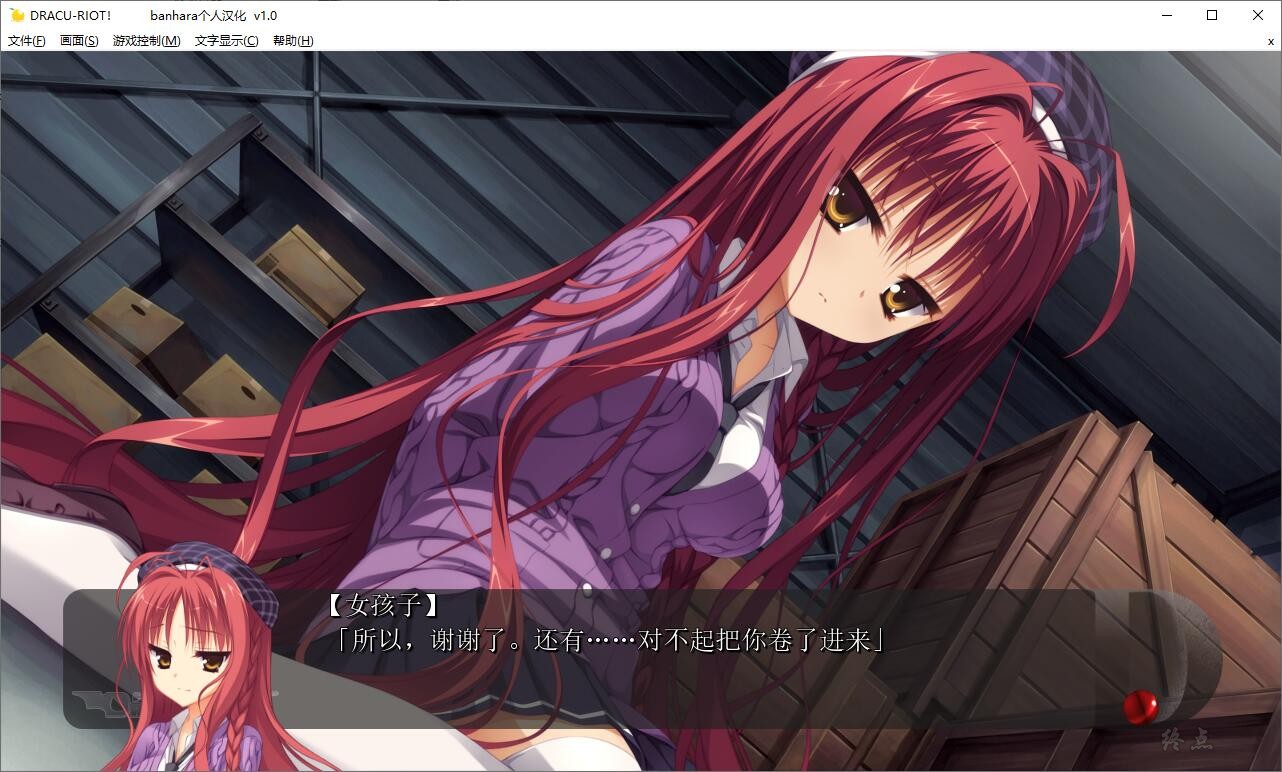 DRACU-RIOT! banhara个人汉化 v1.0
文件(F) 画面(S) 游戏控制(M) 文字显示(C) 帮助(H) x
【女孩子】
「所以，谢谢了。还有……对不起把你卷了进来」
终点